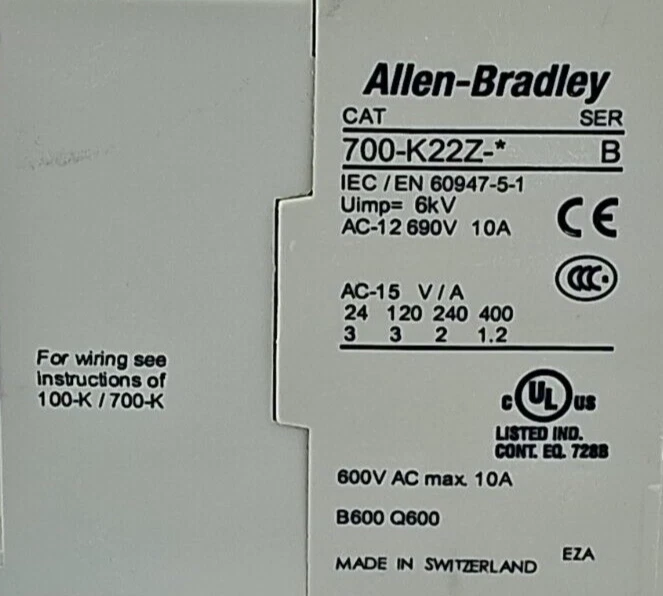 Allen-Bradley
CAT SER
700-K22Z-* B
IEC / EN 60947-5-1
Uimp= 6kV
AC-12 690V 10A
CE
CCC
AC-15 V / A
24 120 240 400
3 3 2 1.2
For wiring see
instructions of
100-K / 700-K
C UL US
LISTED IND.
CONT. EQ. 728B
600V AC max. 10A
B600 Q600
MADE IN SWITZERLAND EZA